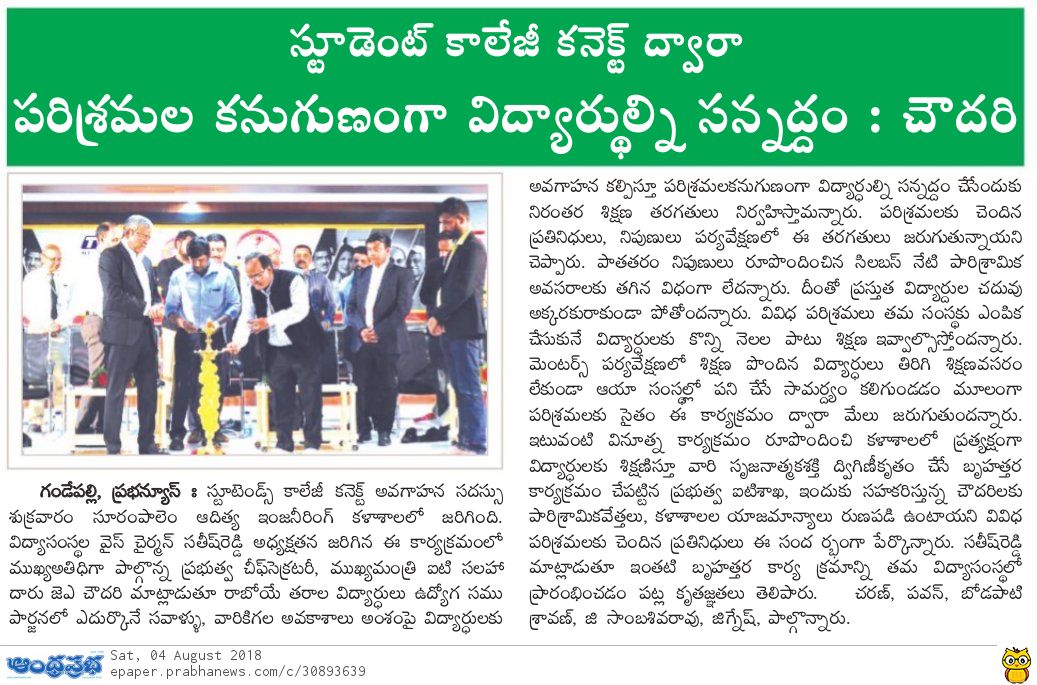 స్టూడెంట్ కాలేజీ కనెక్ట్ ద్వారా
పరిశ్రమల కనుగుణంగా విద్యార్థుల్ని సన్నద్దం : చౌదరి
గండేపల్లి, ప్రభన్యూస్ : స్టూటెండ్స్ కాలేజీ కనెక్ట్ అవగాహన సదస్సు
శుక్రవారం సూరంపాలెం ఆదిత్య ఇంజనీరింగ్ కళాశాలలో జరిగింది.
విద్యాసంస్థల వైస్ చైర్మన్ సతీష్‌రెడ్డి అధ్యక్షతన జరిగిన ఈ కార్యక్రమంలో
ముఖ్యఅతిధిగా పాల్గొన్న ప్రభుత్వ చీఫ్‌సెక్రటరీ, ముఖ్యమంత్రి ఐటి సలహా
దారు జెఎ చౌదరి మాట్లాడుతూ రాబోయే తరాల విద్యార్ధులు ఉద్యోగ సము
పార్జనలో ఎదుర్కొనే సవాళ్ళు, వారికిగల అవకాశాలు అంశంపై విద్యార్ధులకు
అవగాహన కల్పిస్తూ పరిశ్రమలకనుగుణంగా విద్యార్ధుల్ని సన్నద్దం చేసేందుకు
నిరంతర శిక్షణ తరగతులు నిర్వహిస్తామన్నారు. పరిశ్రమలకు చెందిన
ప్రతినిధులు, నిపుణులు పర్యవేక్షణలో ఈ తరగతులు జరుగుతున్నాయని
చెప్పారు. పాతతరం నిపుణులు రూపొందించిన సిలబస్ నేటి పారిశ్రామిక
అవసరాలకు తగిన విధంగా లేదన్నారు. దీంతో ప్రస్తుత విద్యార్దుల చదువు
అక్కరకురాకుండా పోతోందన్నారు. వివిధ పరిశ్రమలు తమ సంస్థకు ఎంపిక
చేసుకునే విద్యార్ధులకు కొన్ని నెలల పాటు శిక్షణ ఇవ్వాల్సొస్తోందన్నారు.
మెంటర్స్ పర్యవేక్షణలో శిక్షణ పొందిన విద్యార్ధులు తిరిగి శిక్షణవసరం
లేకుండా ఆయా సంస్థల్లో పని చేసే సామర్ద్యం కలిగుండడం మూలంగా
పరిశ్రమలకు సైతం ఈ కార్యక్రమం ద్వారా మేలు జరుగుతుందన్నారు.
ఇటువంటి వినూత్న కార్యక్రమం రూపొందించి కళాశాలలో ప్రత్యక్షంగా
విద్యార్ధులకు శిక్షణిస్తూ వారి సృజనాత్మకశక్తి ద్విగిణీకృతం చేసే బృహత్తర
కార్యక్రమం చేపట్టిన ప్రభుత్వ ఐటిశాఖ, ఇందుకు సహకరిస్తున్న చౌదరిలకు
పారిశ్రామికవేత్తలు, కళాశాలల యాజమాన్యాలు రుణపడి ఉంటాయని వివిధ
పరిశ్రమలకు చెందిన ప్రతినిధులు ఈ సంద ర్భంగా పేర్కొన్నారు. సతీష్‌రెడ్డి
మాట్లాడుతూ ఇంతటి బృహత్తర కార్య క్రమాన్ని తమ విద్యాసంస్థల్లో
ప్రారంభించడం పట్ల కృతజ్ఞతలు తెలిపారు. చరణ్, పవన్, బోడపాటి
శ్రావణ్, జి సాంబశివరావు, జిగ్నేష్, పాల్గొన్నారు.
ఆంధ్రప్రభ
Sat, 04 August 2018
epaper.prabhanews.com/c/30893639